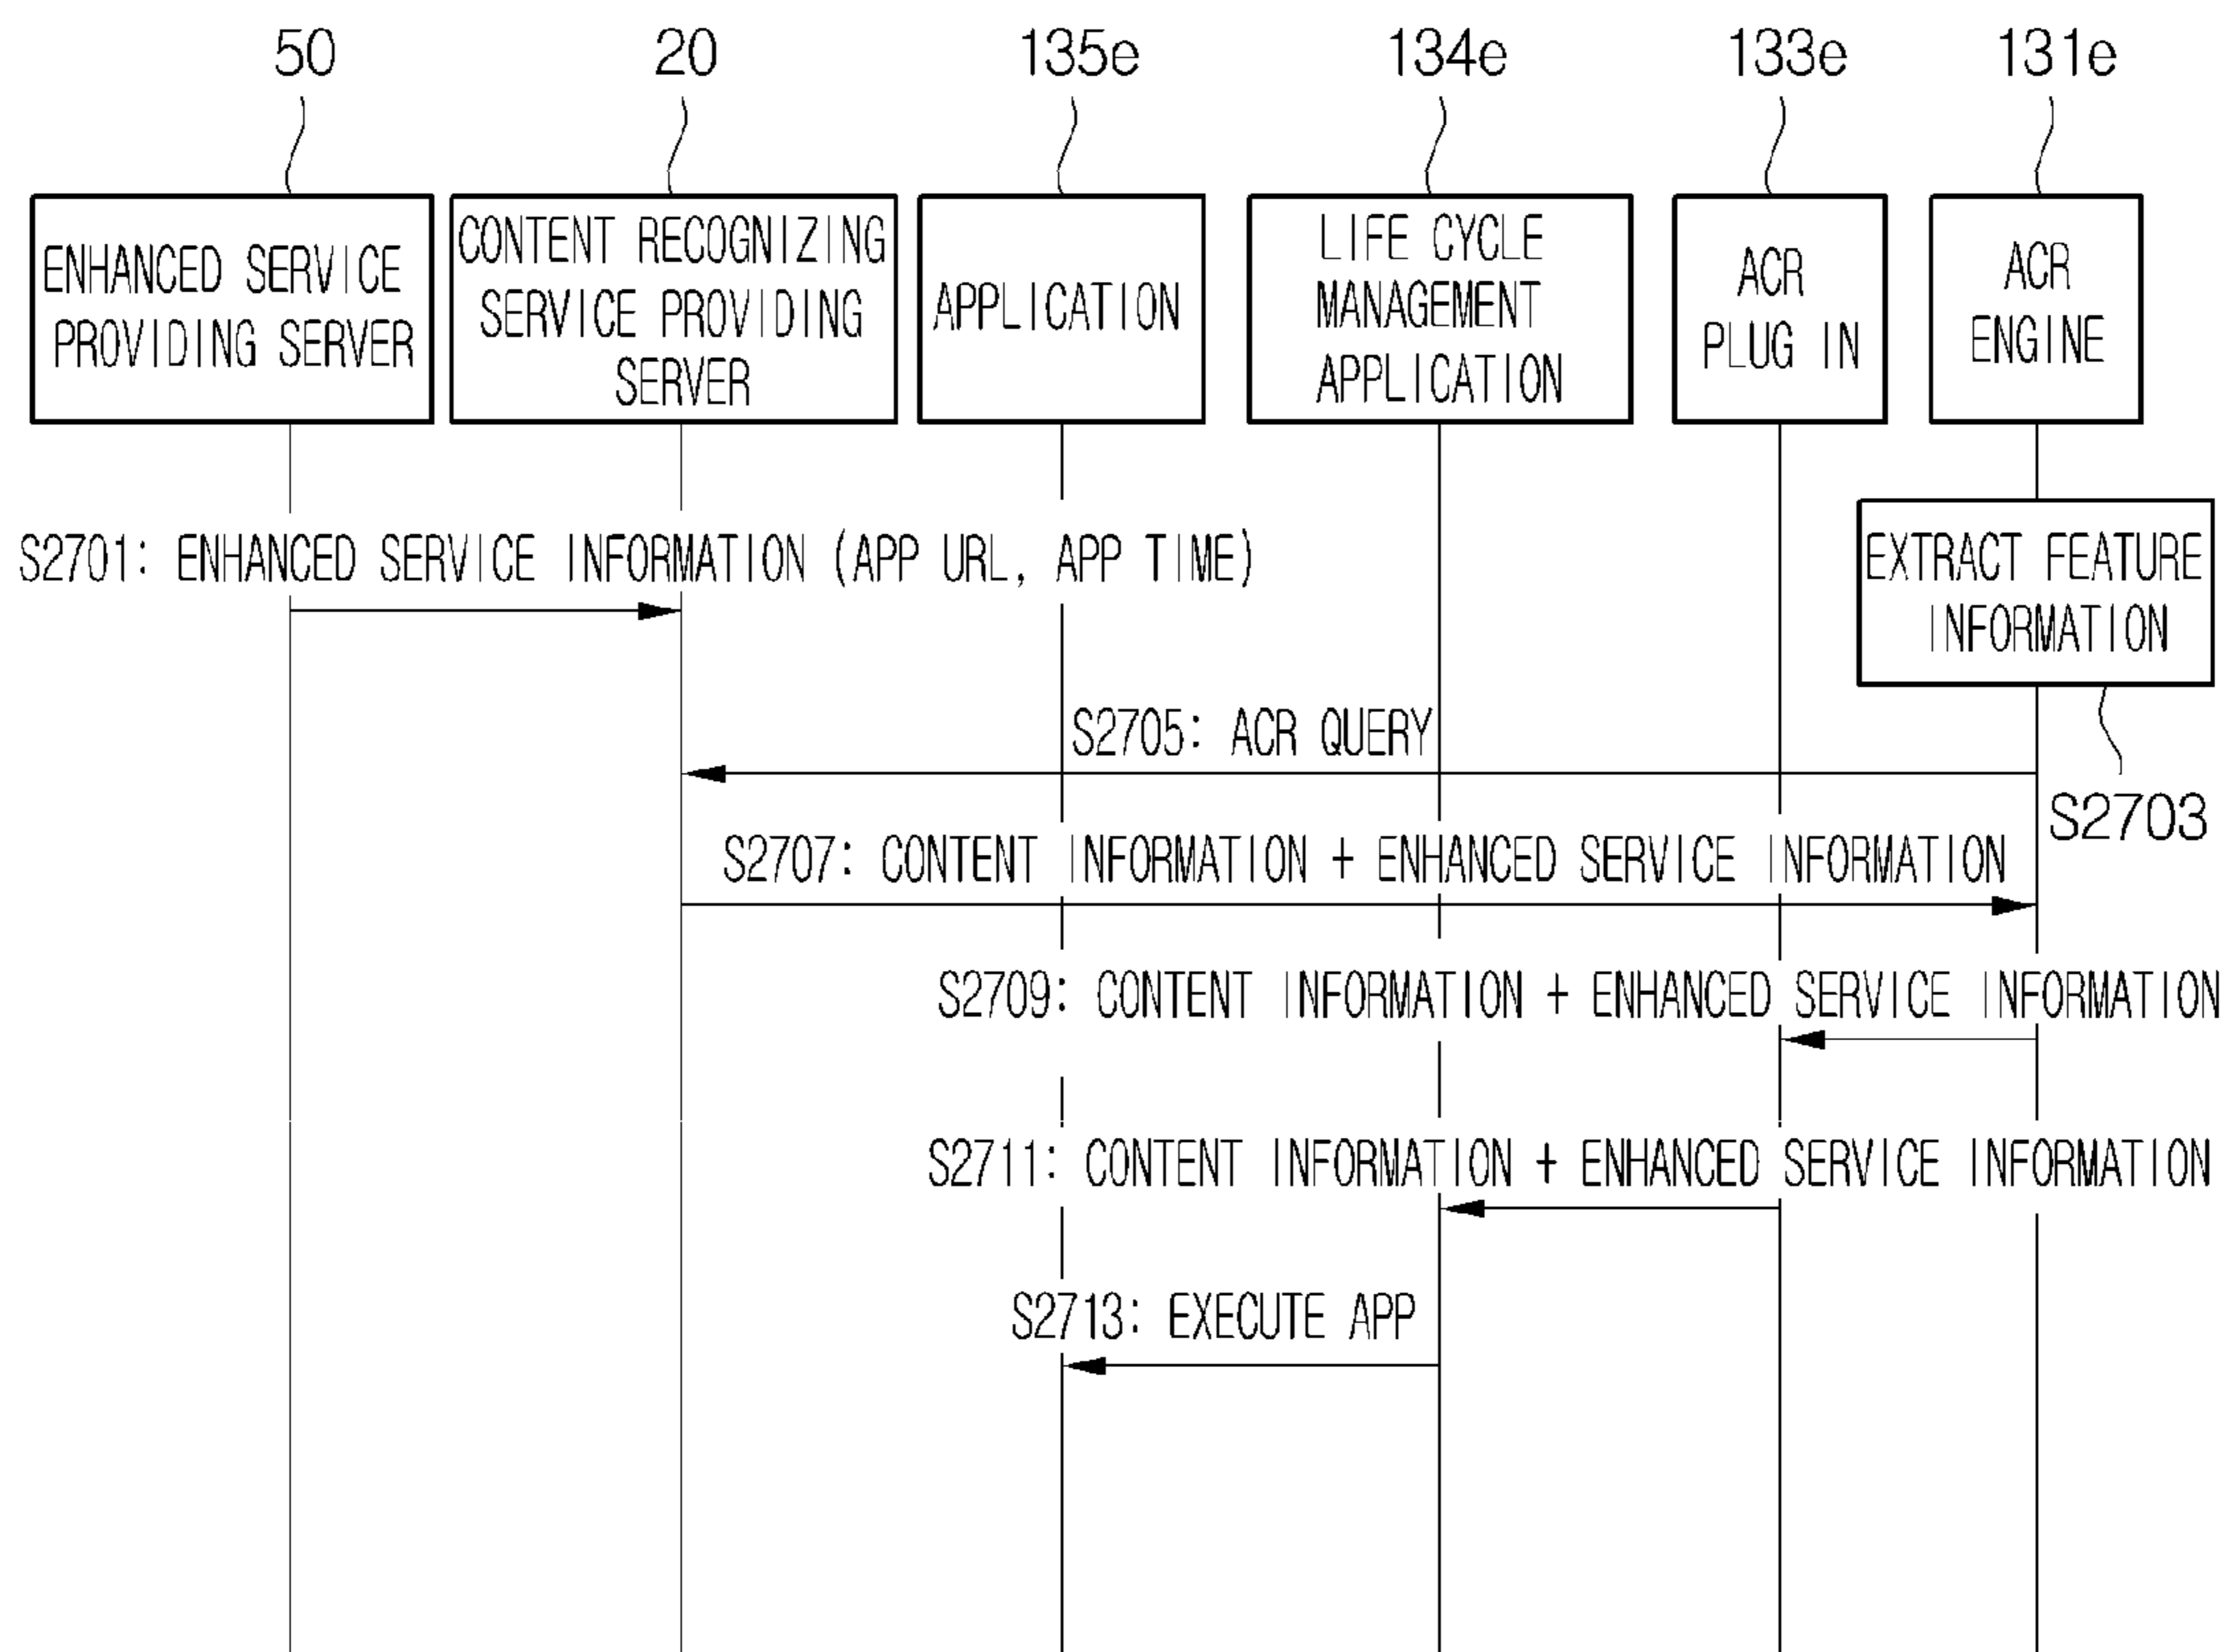 50
20
135e
134e
133e
131e
ENHANCED SERVICE
PROVIDING SERVER
CONTENT RECOGNIZING
SERVICE PROVIDING
SERVER
APPLICATION
LIFE CYCLE
MANAGEMENT
APPLICATION
ACR
PLUG IN
ACR
ENGINE
S2701: ENHANCED SERVICE INFORMATION (APP URL, APP TIME)
EXTRACT FEATURE
INFORMATION
S2705: ACR QUERY
S2703
S2707: CONTENT INFORMATION + ENHANCED SERVICE INFORMATION
S2709: CONTENT INFORMATION + ENHANCED SERVICE INFORMATION
S2711: CONTENT INFORMATION + ENHANCED SERVICE INFORMATION
S2713: EXECUTE APP